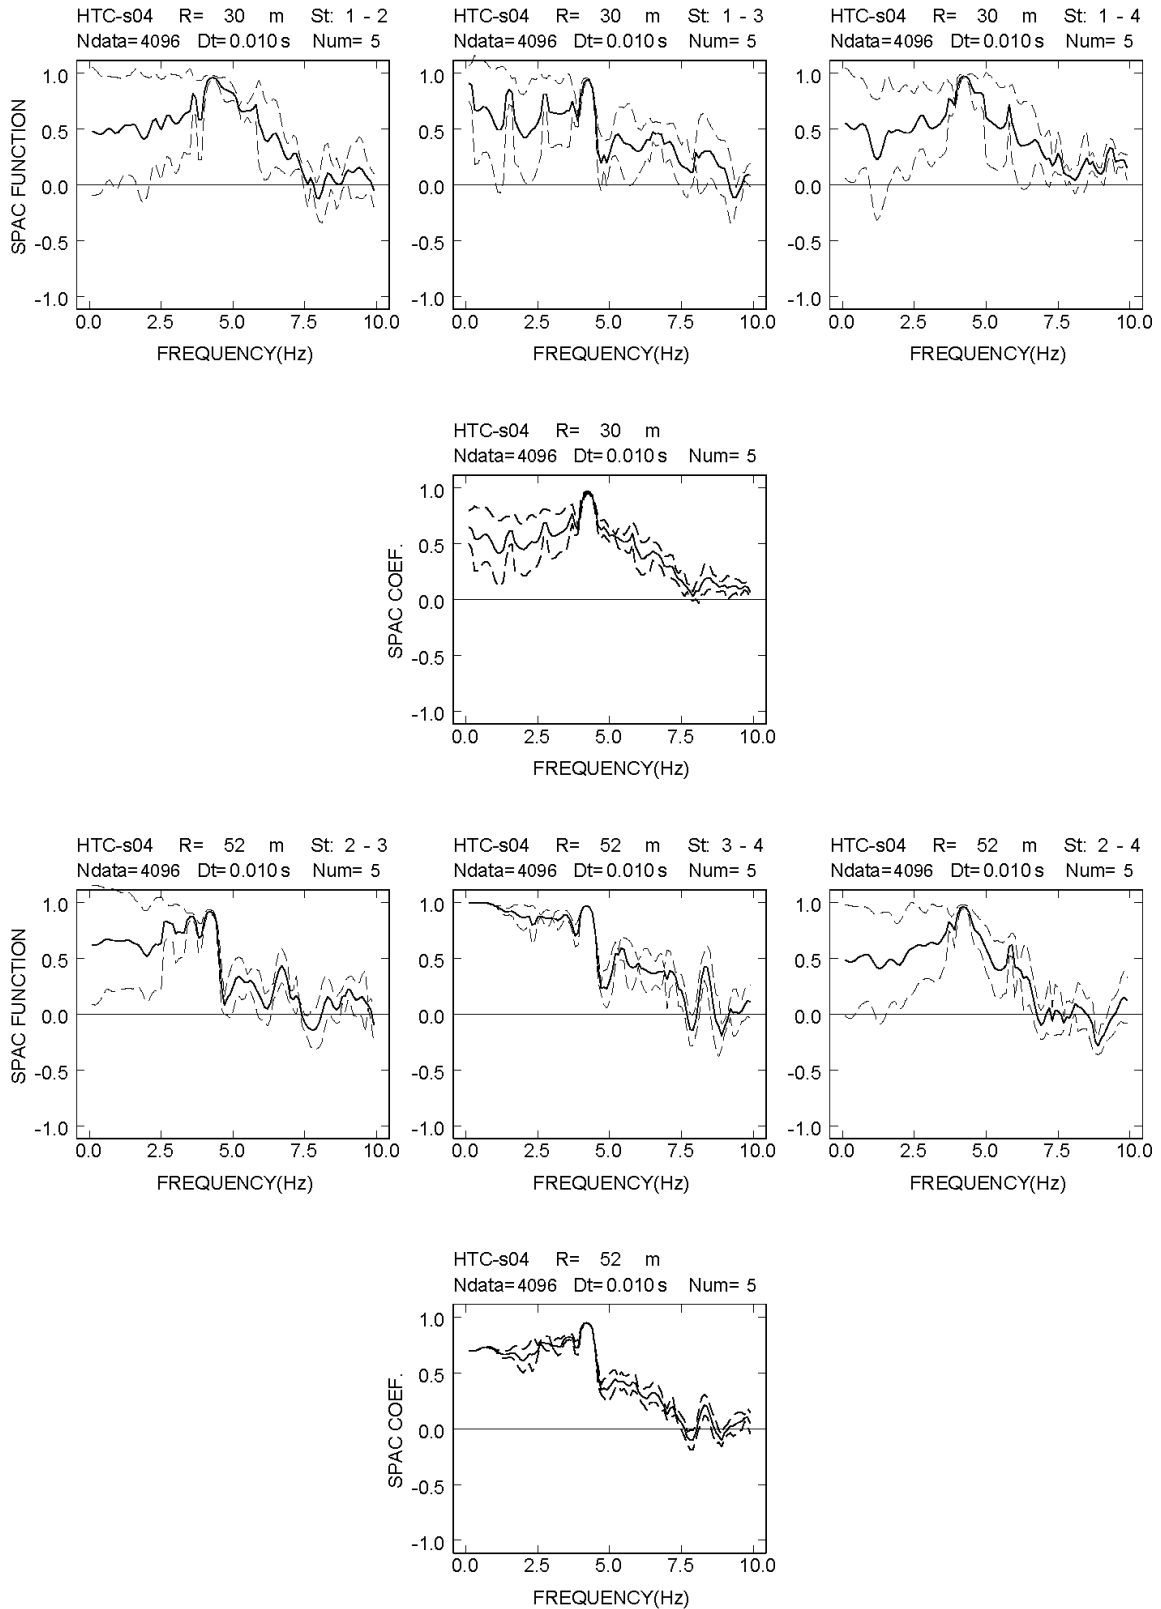 HTC-s04 R= 30 m St: 1 - 2
Ndata=4096 Dt=0.010 s Num= 5
1.0
0.5
0.0
-0.5
-1.0
SPAC FUNCTION
0.0 2.5 5.0 7.5 10.0
FREQUENCY(Hz)
HTC-s04 R= 30 m St: 1 - 3
Ndata=4096 Dt=0.010 s Num= 5
1.0
0.5
0.0
-0.5
-1.0
0.0 2.5 5.0 7.5 10.0
FREQUENCY(Hz)
HTC-s04 R= 30 m St: 1 - 4
Ndata=4096 Dt=0.010 s Num= 5
1.0
0.5
0.0
-0.5
-1.0
0.0 2.5 5.0 7.5 10.0
FREQUENCY(Hz)
HTC-s04 R= 30 m
Ndata=4096 Dt=0.010 s Num= 5
1.0
0.5
0.0
-0.5
-1.0
SPAC COEF.
0.0 2.5 5.0 7.5 10.0
FREQUENCY(Hz)
HTC-s04 R= 52 m St: 2 - 3
Ndata=4096 Dt=0.010 s Num= 5
1.0
0.5
0.0
-0.5
-1.0
SPAC FUNCTION
0.0 2.5 5.0 7.5 10.0
FREQUENCY(Hz)
HTC-s04 R= 52 m St: 3 - 4
Ndata=4096 Dt=0.010 s Num= 5
1.0
0.5
0.0
-0.5
-1.0
0.0 2.5 5.0 7.5 10.0
FREQUENCY(Hz)
HTC-s04 R= 52 m St: 2 - 4
Ndata=4096 Dt=0.010 s Num= 5
1.0
0.5
0.0
-0.5
-1.0
0.0 2.5 5.0 7.5 10.0
FREQUENCY(Hz)
HTC-s04 R= 52 m
Ndata=4096 Dt=0.010 s Num= 5
1.0
0.5
0.0
-0.5
-1.0
SPAC COEF.
0.0 2.5 5.0 7.5 10.0
FREQUENCY(Hz)